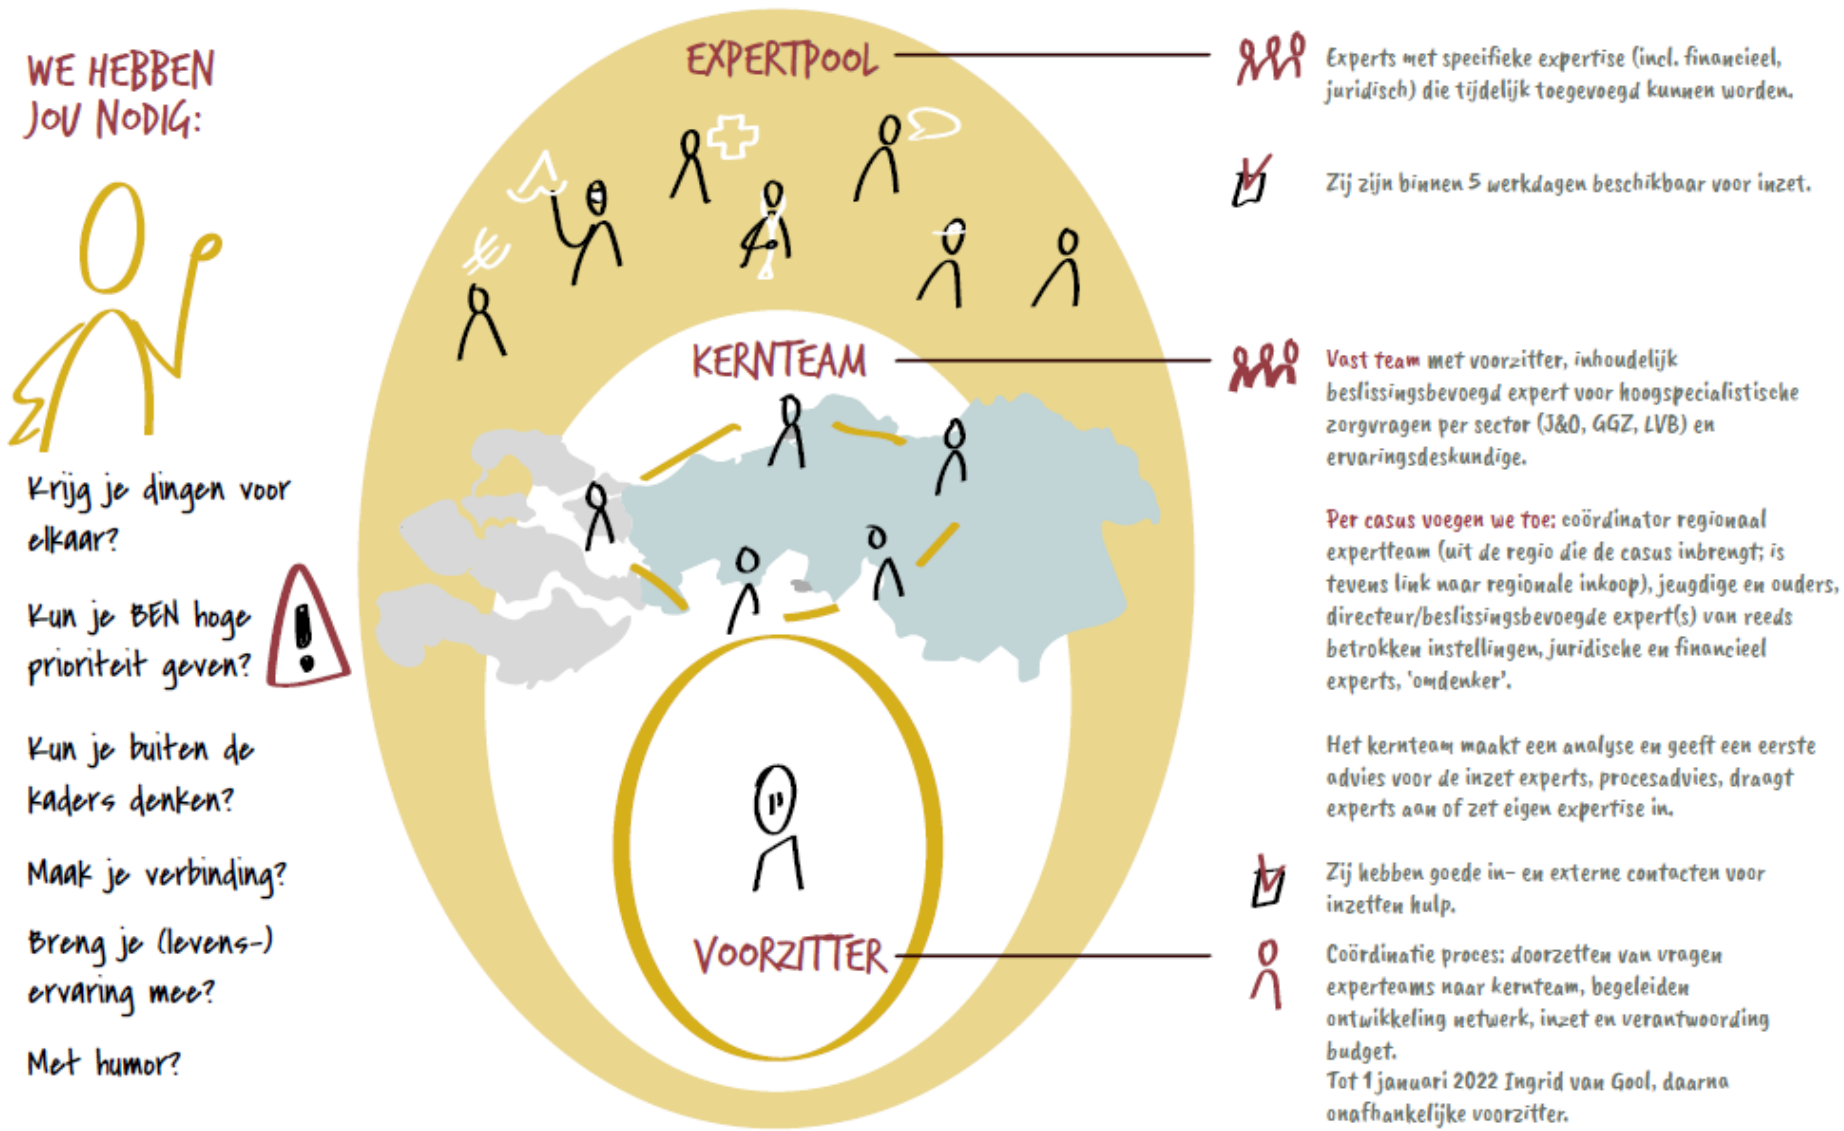 WE HEBBEN
JOU NODIG:
Krijg je dingen voor
elkaar?
Kun je BEN hoge
prioriteit geven?
!
Kun je buiten de
kaders denken?
Maak je verbinding?
Breng je (levens-)
ervaring mee?
Met humor?
EXPERTPOOL
€
KERNTEAM
VOORZITTER
Experts met specifieke expertise (incl. financieel,
juridisch) die tijdelijk toegevoegd kunnen worden.
Zij zijn binnen 5 werkdagen beschikbaar voor inzet.
Vast team met voorzitter, inhoudelijk
beslissingsbevoegd expert voor hoogspecialistische
zorgvragen per sector (J&O, GGZ, LVB) en
ervaringsdeskundige.
Per casus voegen we toe: coördinator regionaal
expertteam (uit de regio die de casus inbrengt; is
tevens link naar regionale inkoop), jeugdige en ouders,
directeur/beslissingsbevoegde expert(s) van reeds
betrokken instellingen, juridische en financieel
experts, 'omdenker'.
Het kernteam maakt een analyse en geeft een eerste
advies voor de inzet experts, procesadvies, draagt
experts aan of zet eigen expertise in.
Zij hebben goede in- en externe contacten voor
inzetten hulp.
Coördinatie proces: doorzetten van vragen
experteams naar kernteam, begeleiden
ontwikkeling netwerk, inzet en verantwoording
budget.
Tot 1 januari 2022 Ingrid van Gool, daarna
onafhankelijke voorzitter.